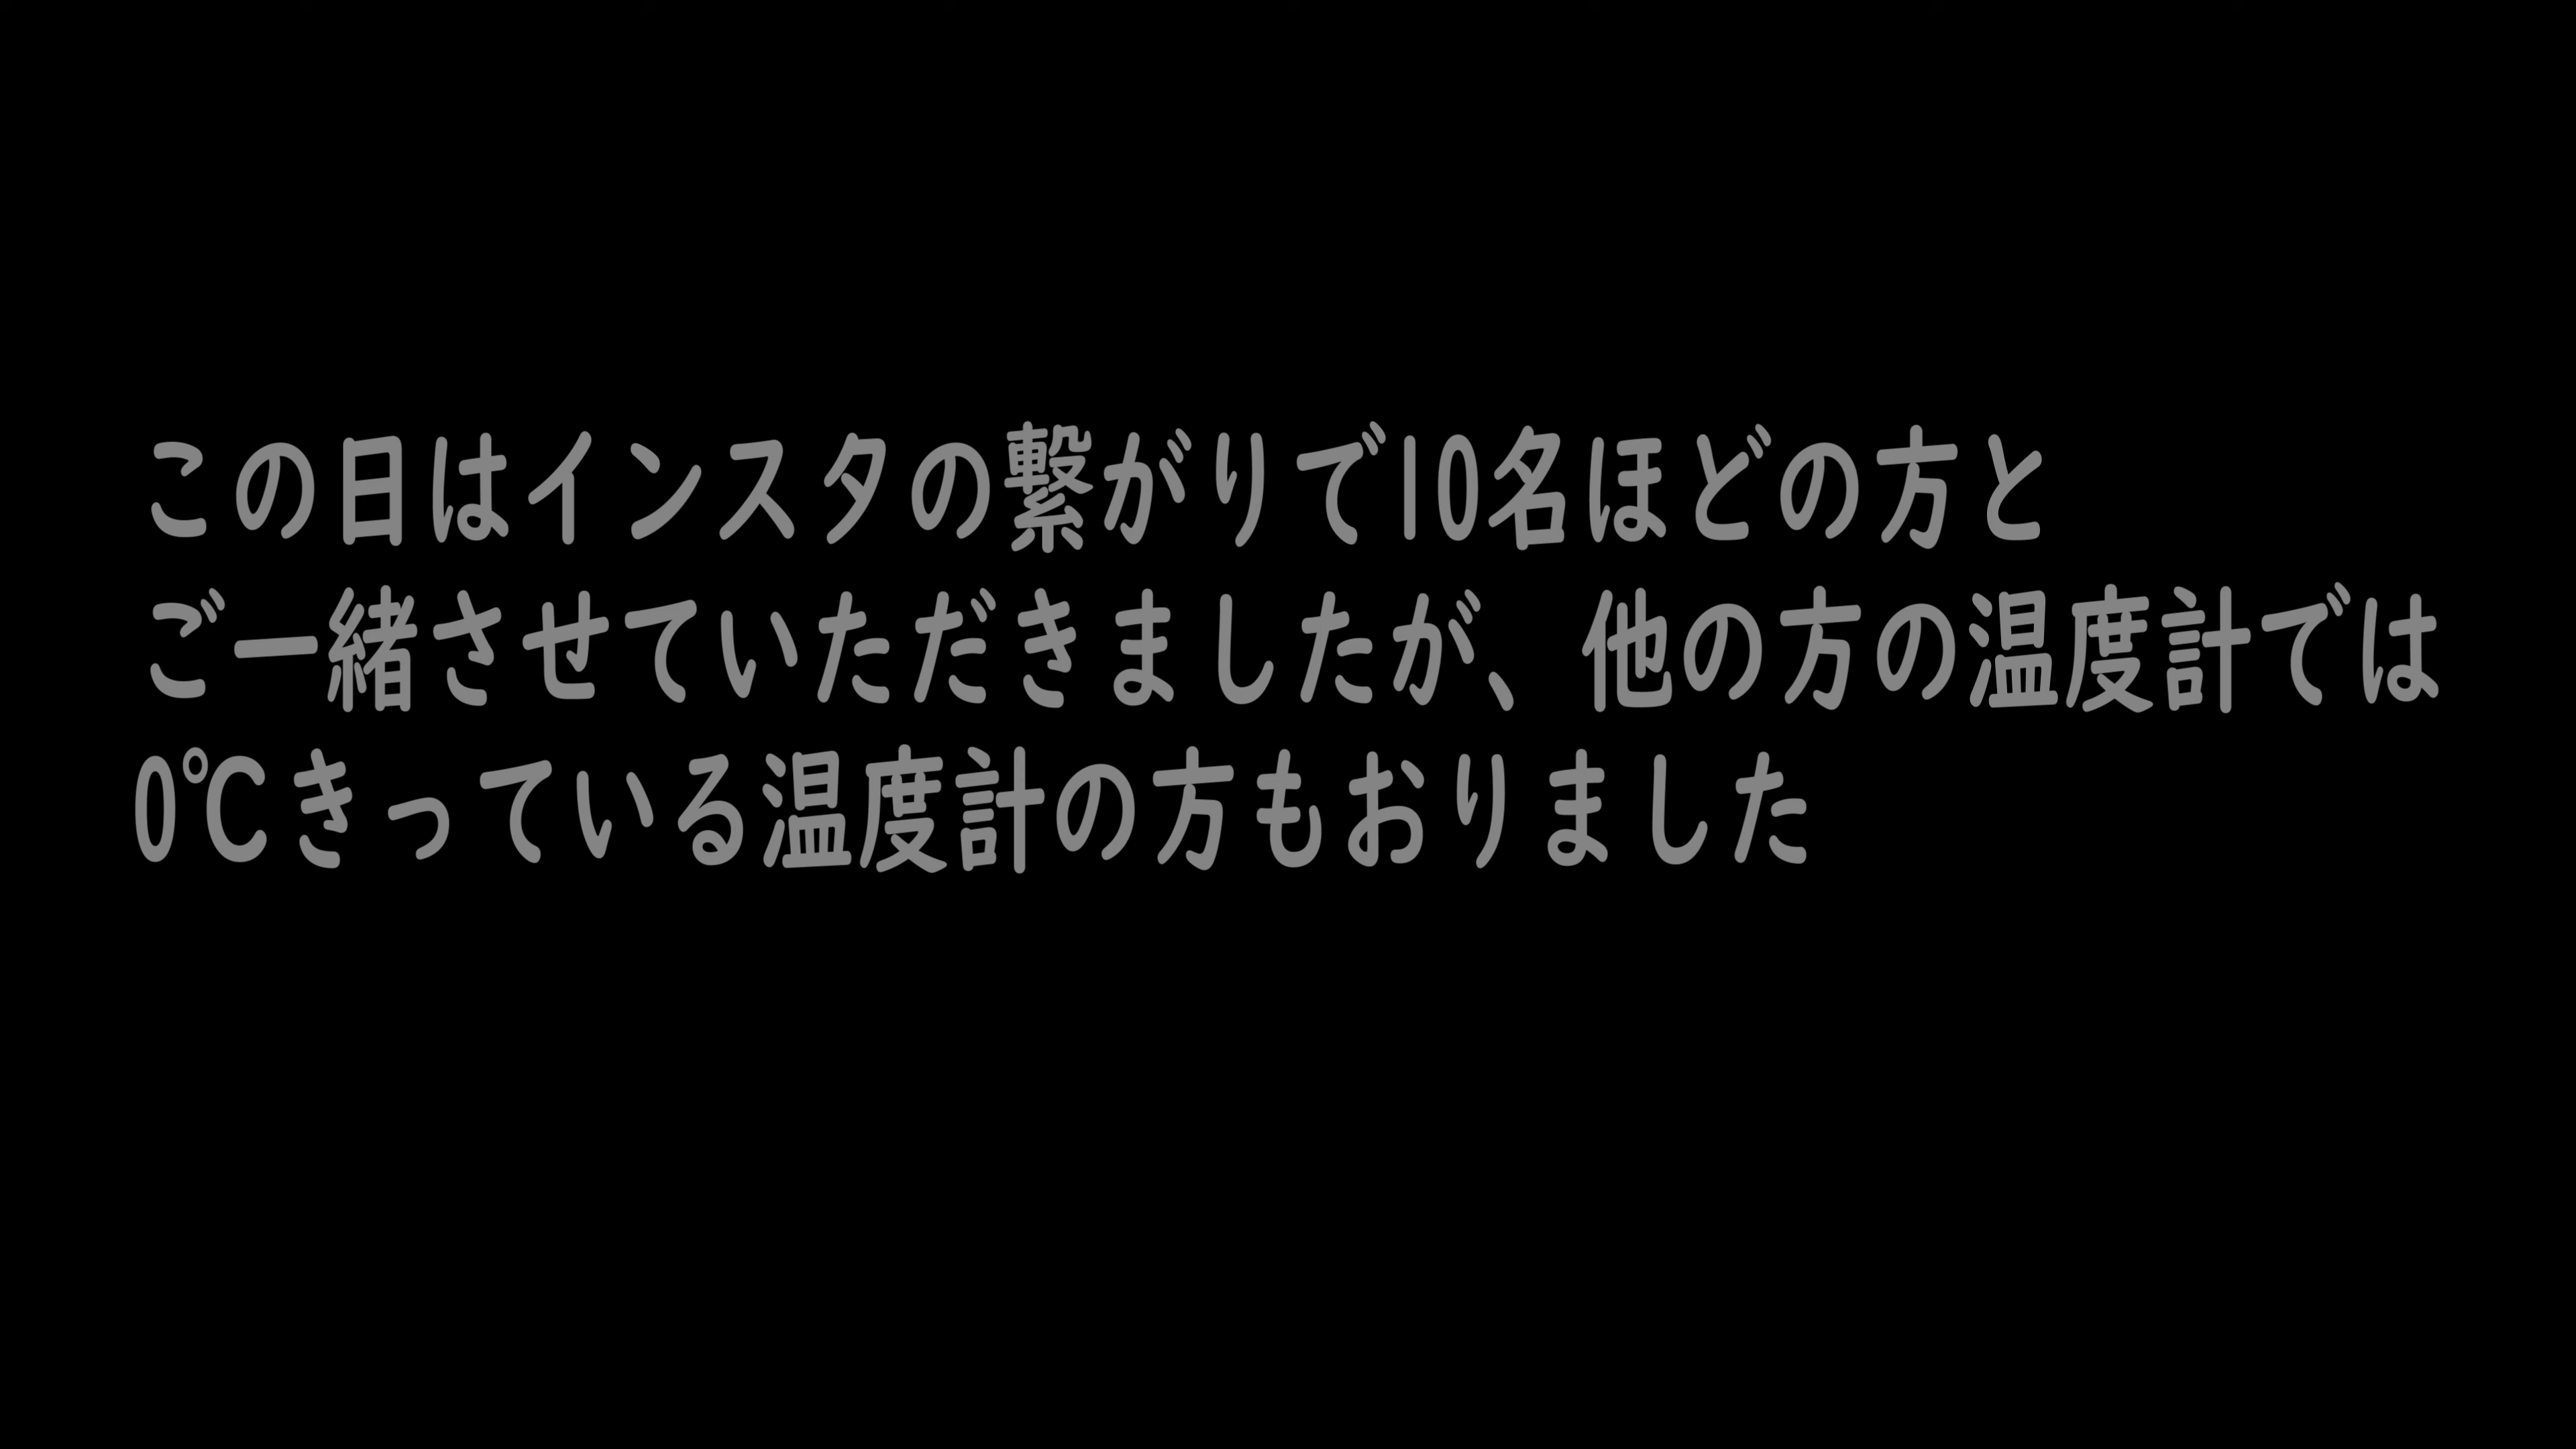 この日はインスタの繋がりで10名ほどの方と
ご一緒させていただきましたが、他の方の温度計では
0℃きっている温度計の方もおりました